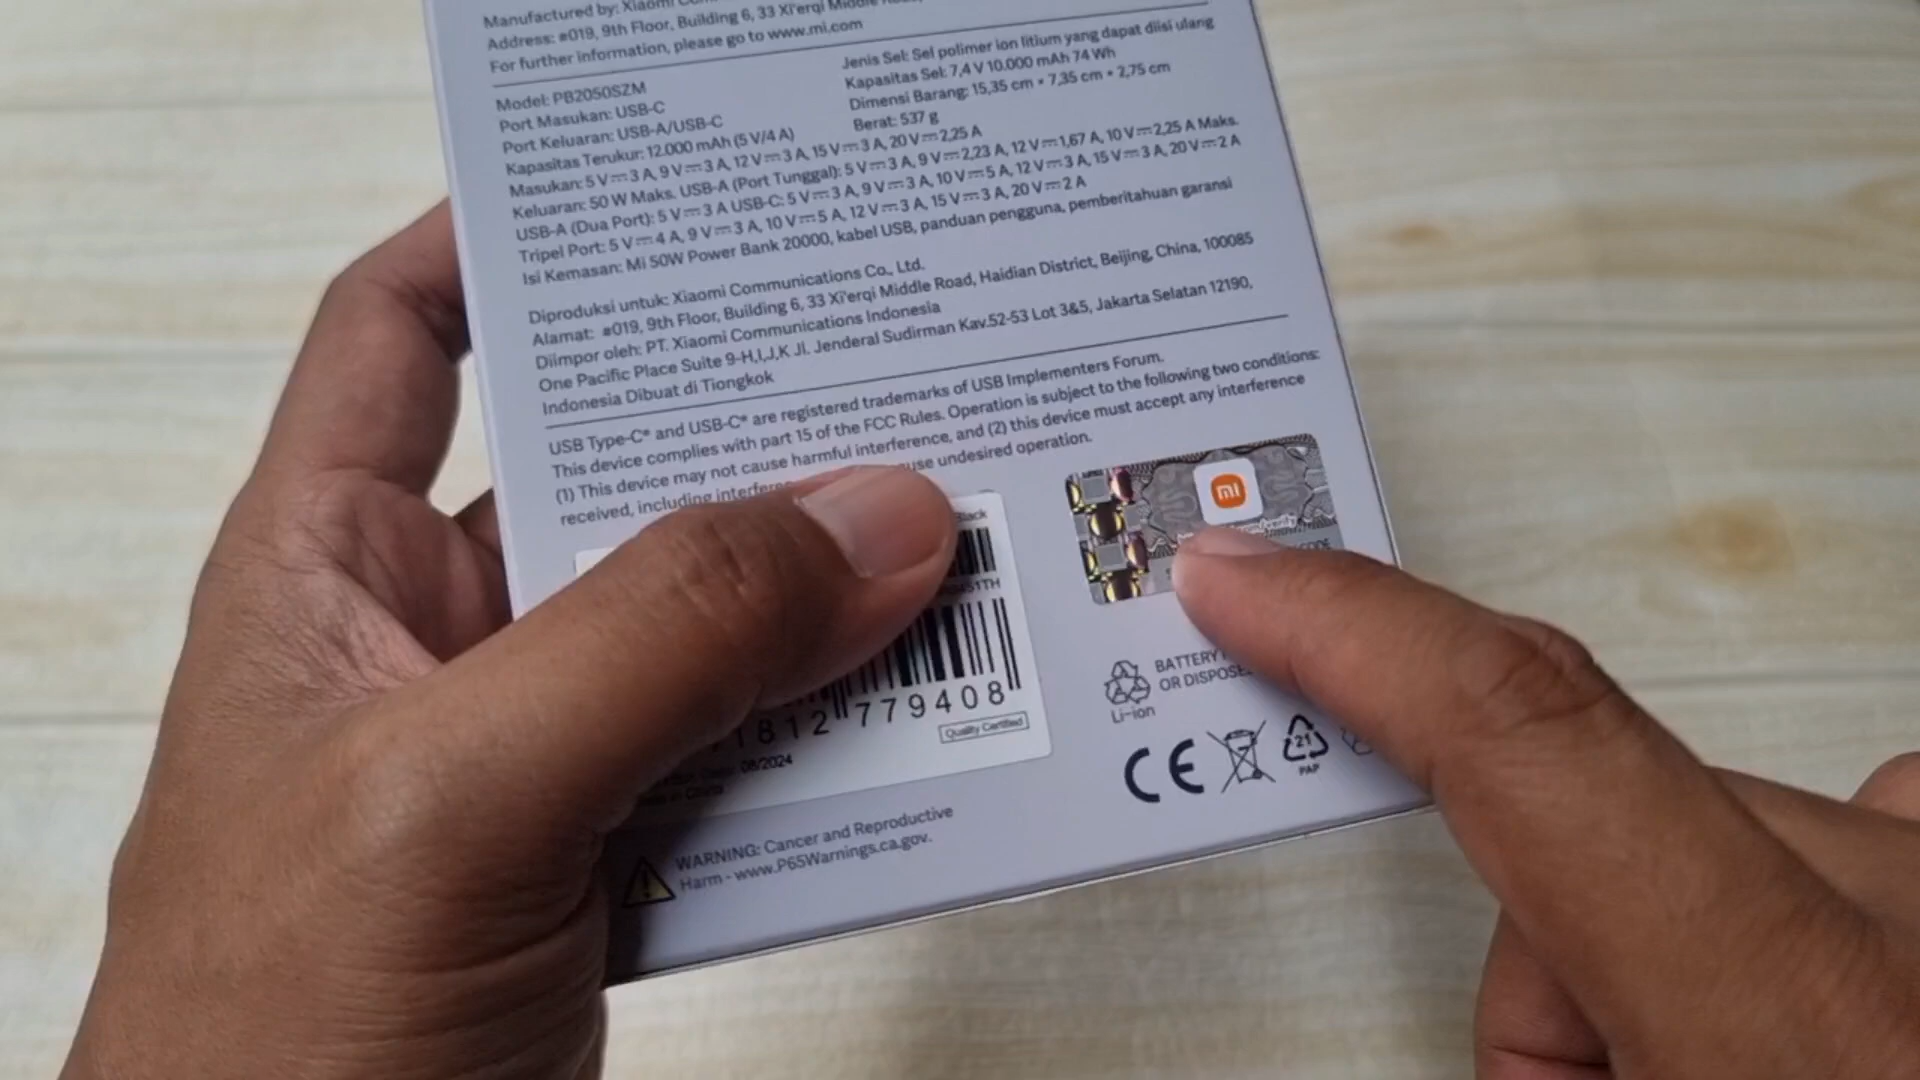 Manufactured by: Xiaomi
Address: #019, 9th Floor, Building 6, 33 Xi'erqi Middle Road,
For further information, please go to www.mi.com
Model: PB2050SZM
Port Masukan: USB-C
Port Keluaran: USB-A/USB-C
Kapasitas Terukur: 12.000 mAh (5 V/4 A)
Jenis Sel: Sel polimer ion litium yang dapat diisi ulang
Kapasitas Sel: 7,4 V 10.000 mAh 74 Wh
Dimensi Barang: 15,35 cm × 7,35 cm × 2,75 cm
Berat: 537 g
Masukan: 5 V⎓3 A, 9 V⎓3 A, 12 V⎓3 A, 15 V⎓3 A, 20 V⎓2,25 A
Keluaran: 50 W Maks. USB-A (Port Tunggal): 5 V⎓3 A, 9 V⎓2,23 A, 12 V⎓1,67 A, 10 V⎓2,25 A Maks.
USB-A (Dua Port): 5 V⎓3 A USB-C: 5 V⎓3 A, 9 V⎓3 A, 10 V⎓5 A, 12 V⎓3 A, 15 V⎓3 A, 20 V⎓2 A
Tripel Port: 5 V⎓4 A, 9 V⎓3 A, 10 V⎓5 A, 12 V⎓3 A, 15 V⎓3 A, 20 V⎓2 A
Isi Kemasan: Mi 50W Power Bank 20000, kabel USB, panduan pengguna, pemberitahuan garansi
Diproduksi untuk: Xiaomi Communications Co., Ltd.
Alamat: #019, 9th Floor, Building 6, 33 Xi'erqi Middle Road, Haidian District, Beijing, China, 100085
Diimpor oleh: PT. Xiaomi Communications Indonesia
One Pacific Place Suite 9-H,I,J,K Jl. Jenderal Sudirman Kav.52-53 Lot 3&5, Jakarta Selatan 12190,
Indonesia Dibuat di Tiongkok
USB Type-C® and USB-C® are registered trademarks of USB Implementers Forum.
This device complies with part 15 of the FCC Rules. Operation is subject to the following two conditions:
(1) This device may not cause harmful interference, and (2) this device must accept any interference
received, including undesired operation.
Black
51TH
1812 779408
Quality Certified
08/2024
mi
BATTERY
OR DISPOSE
Li-ion
CE
21
PAP
WARNING: Cancer and Reproductive
Harm - www.P65Warnings.ca.gov.